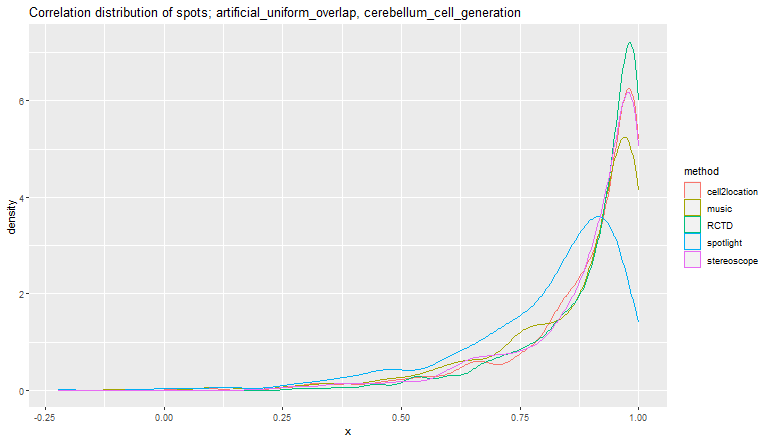 Correlation distribution of spots; artificial_uniform_overlap, cerebellum_cell_generation
density
6
4
2
0
-0.25 0.00 0.25 0.50 0.75 1.00
x
method
cell2location
music
RCTD
spotlight
stereoscope